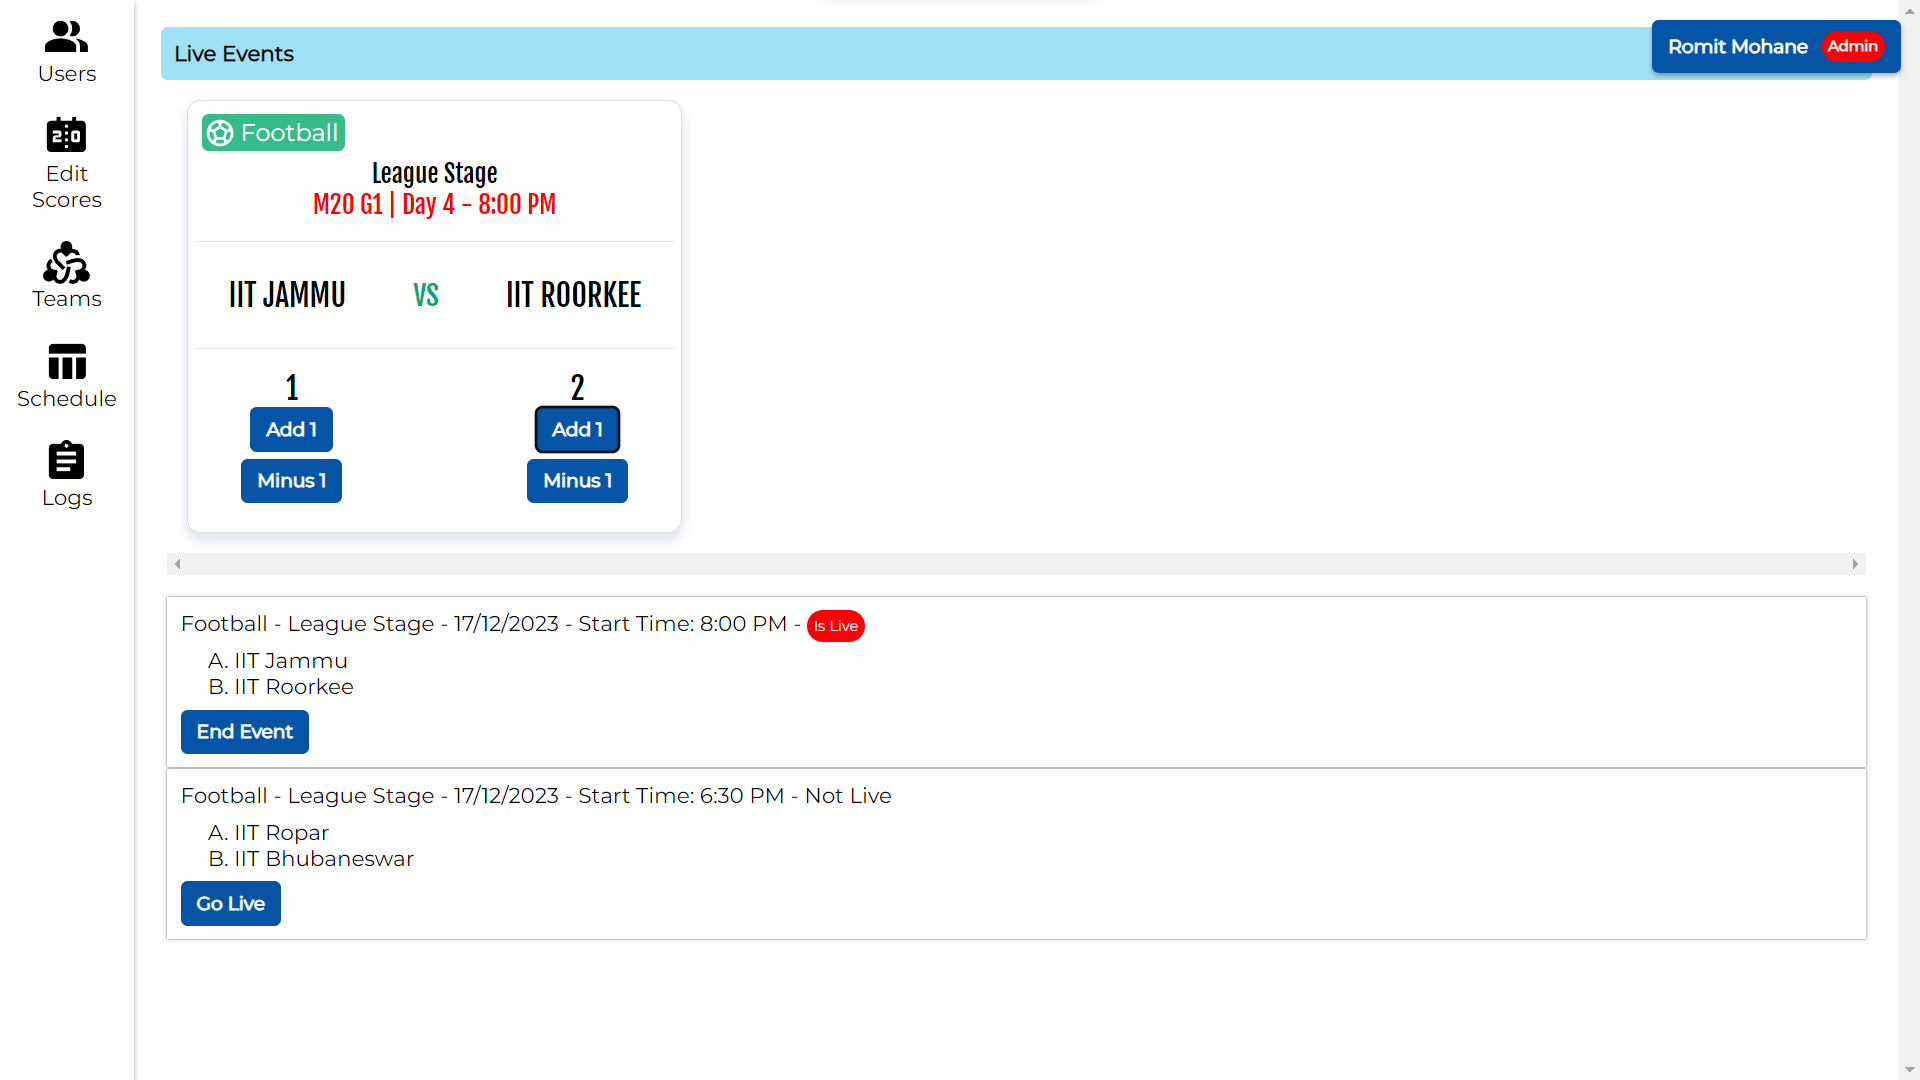 Users
Edit
Scores
Teams
Schedule
Logs
Live Events
Romit Mohane Admin
Football
League Stage
M20 G1 | Day 4 - 8:00 PM
IIT JAMMU VS IIT ROORKEE
1 2
Add 1 Add 1
Minus 1 Minus 1
Football - League Stage - 17/12/2023 - Start Time: 8:00 PM - Is Live
A. IIT Jammu
B. IIT Roorkee
End Event
Football - League Stage - 17/12/2023 - Start Time: 6:30 PM - Not Live
A. IIT Ropar
B. IIT Bhubaneswar
Go Live